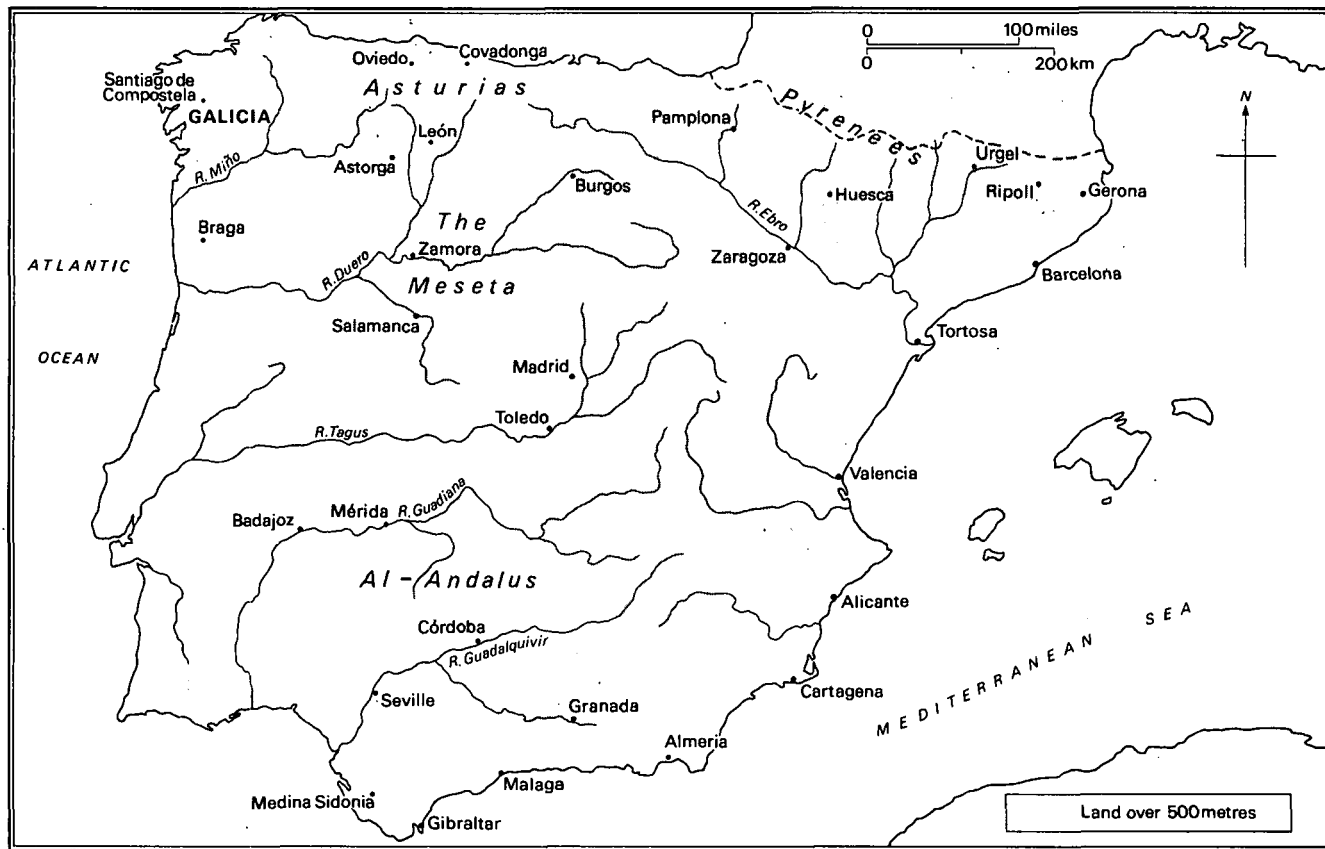 0 100 miles
0 200 km
Oviedo
Covadonga
Santiago de
Compostela
Asturias
GALICIA
Pyrenees
N
Pamplona
León
Urgel
Astorga
R. Miño
Burgos
Huesca
Ripoll
Gerona
The
R. Ebro
Braga
Zamora
Zaragoza
ATLANTIC
R. Duero
Meseta
Barcelona
Salamanca
Tortosa
OCEAN
Madrid
Toledo
R. Tagus
Valencia
Mérida
R. Guadiana
Badajoz
Al-Andalus
Alicante
MEDITERRANEAN SEA
Córdoba
R. Guadalquivir
Cartagena
Seville
Granada
Almeria
Malaga
Medina Sidonia
Gibraltar
Land over 500 metres